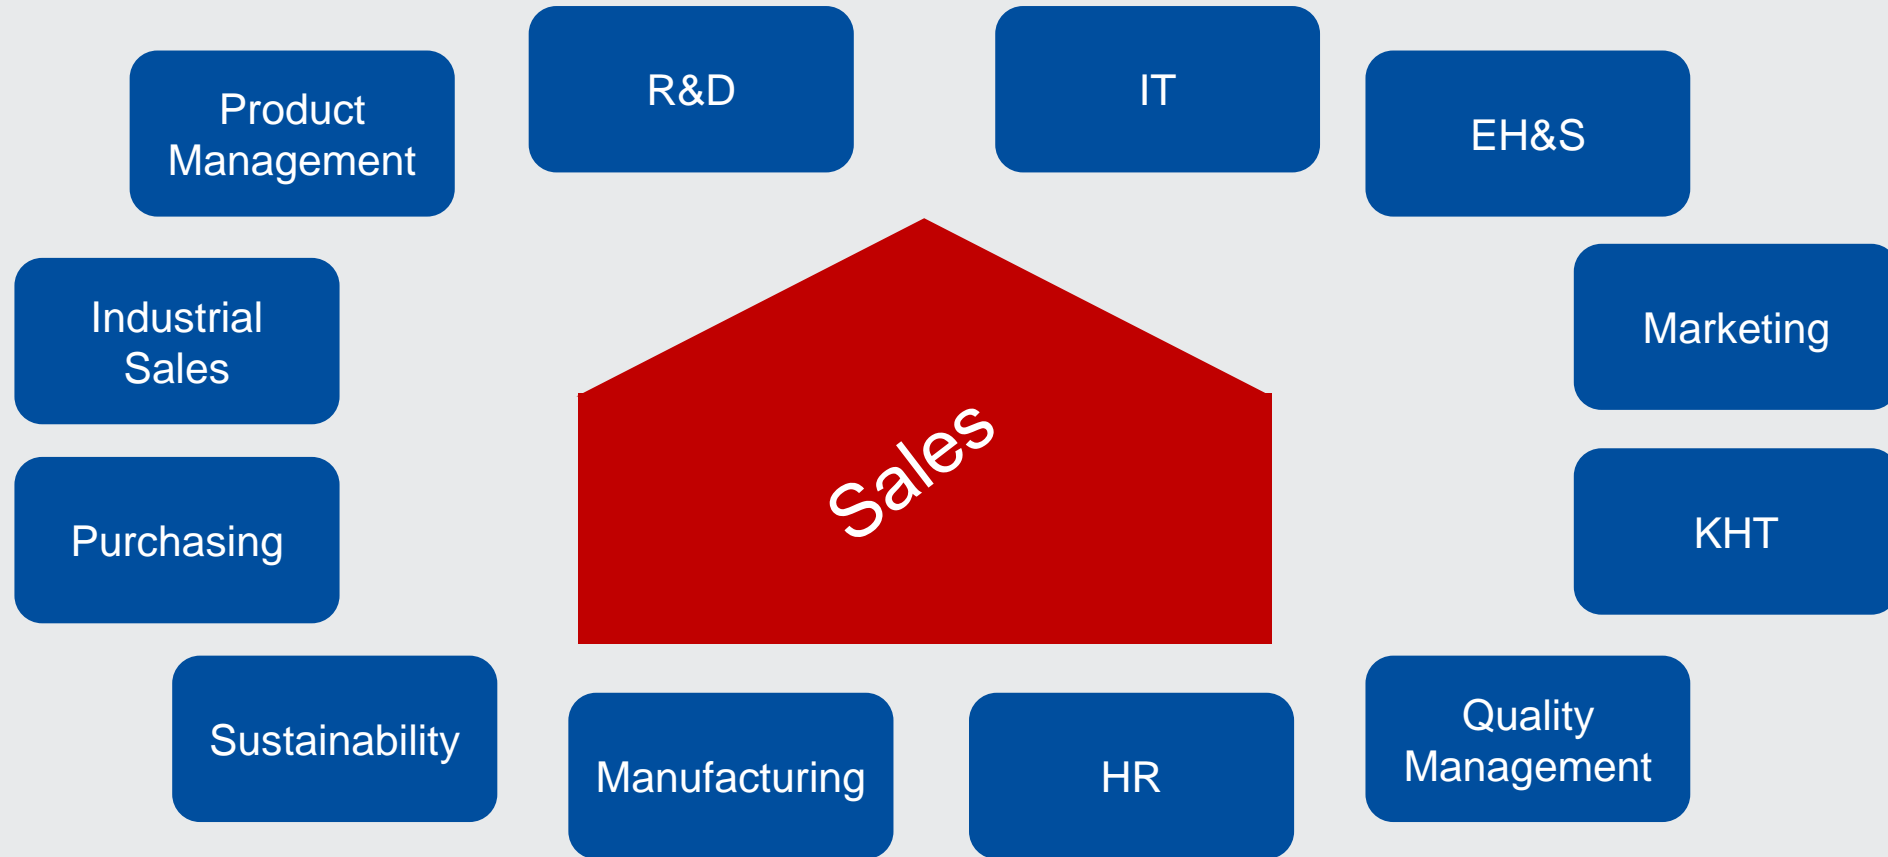 R&D
IT
Product
Management
EH&S
Industrial
Sales
Marketing
Sales
Purchasing
KHT
Sustainability
Manufacturing
HR
Quality
Management